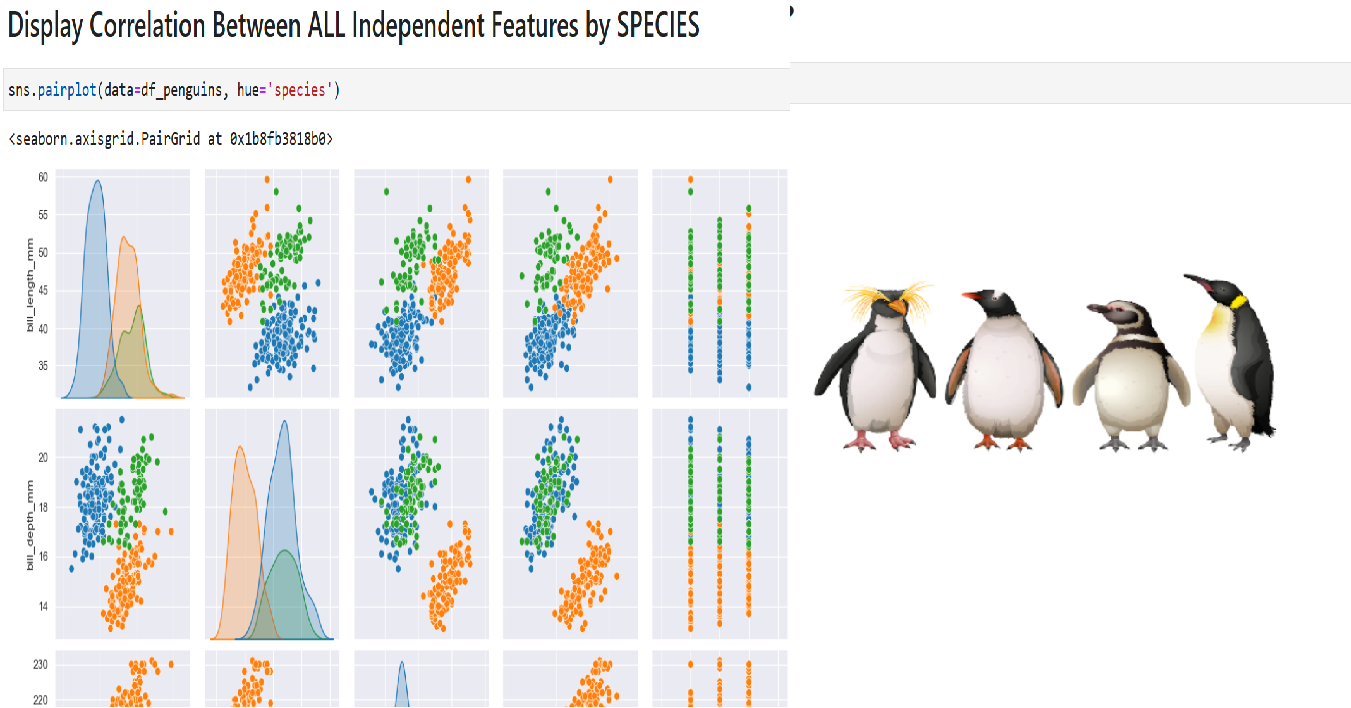 Display Correlation Between ALL Independent Features by SPECIES
sns.pairplot(data=df_penguins, hue='species')
<seaborn.axisgrid.PairGrid at 0x1b8fb3818b0>
60
55
50
45
40
35
bill_length_mm
20
18
16
14
bill_depth_mm
230
220